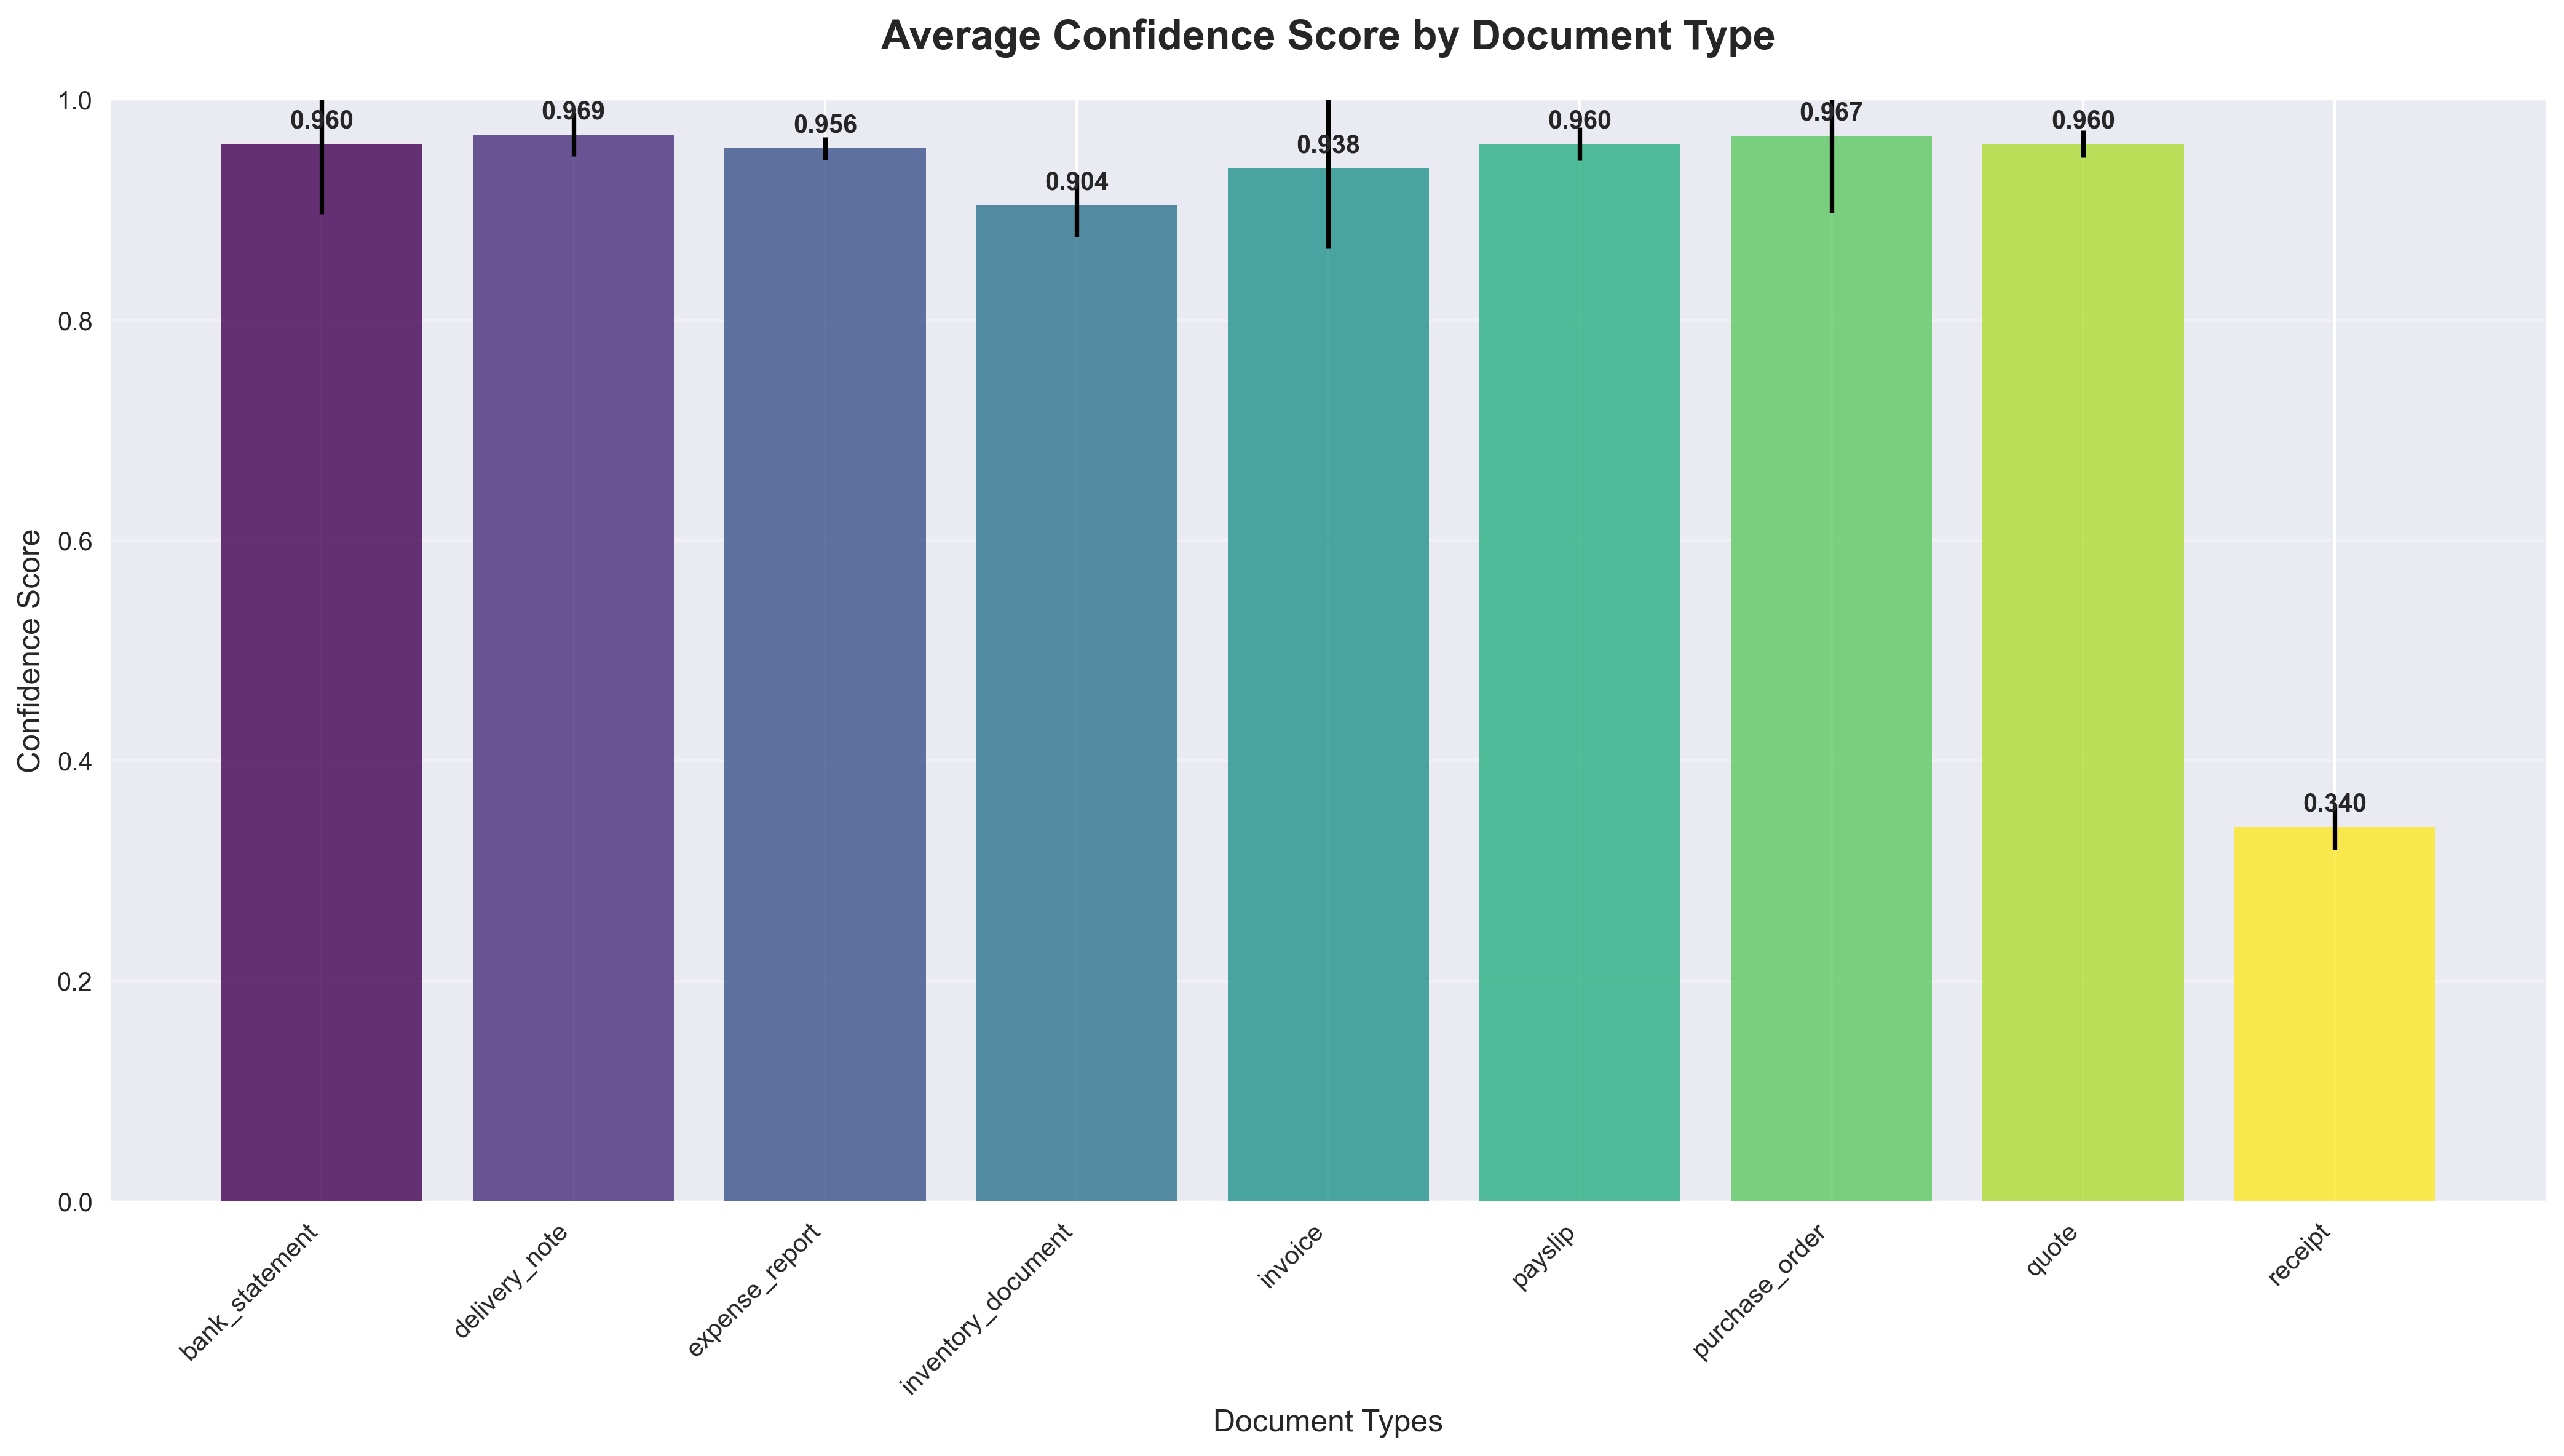 Average Confidence Score by Document Type
Confidence Score
1.0
0.8
0.6
0.4
0.2
0.0
0.960
0.969
0.956
0.904
0.938
0.960
0.967
0.960
0.340
bank_statement
delivery_note
expense_report
inventory_document
invoice
payslip
purchase_order
quote
receipt
Document Types